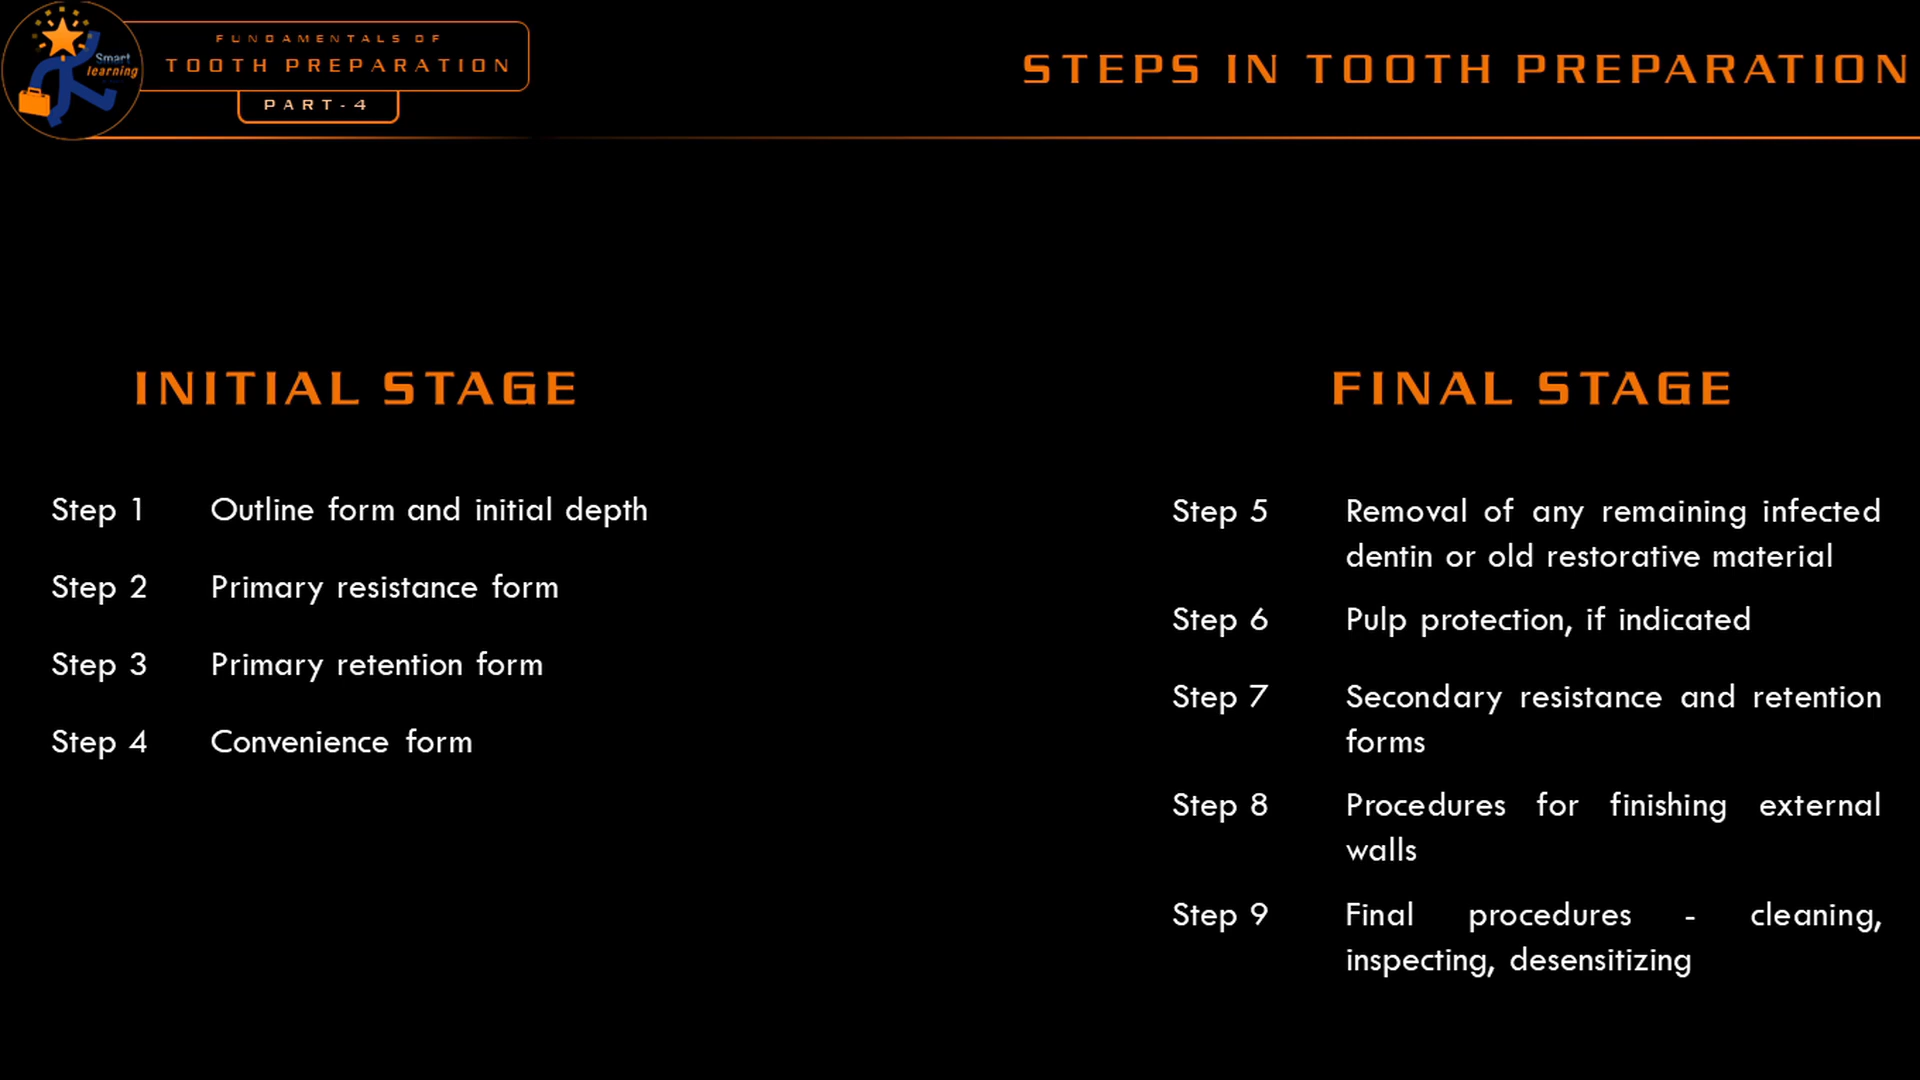 Smart
learning
FUNDAMENTALS OF
TOOTH PREPARATION
PART-4
STEPS IN TOOTH PREPARATION
INITIAL STAGE
Step 1 Outline form and initial depth
Step 2 Primary resistance form
Step 3 Primary retention form
Step 4 Convenience form
FINAL STAGE
Step 5 Removal of any remaining infected
dentin or old restorative material
Step 6 Pulp protection, if indicated
Step 7 Secondary resistance and retention
forms
Step 8 Procedures for finishing external
walls
Step 9 Final procedures - cleaning,
inspecting, desensitizing